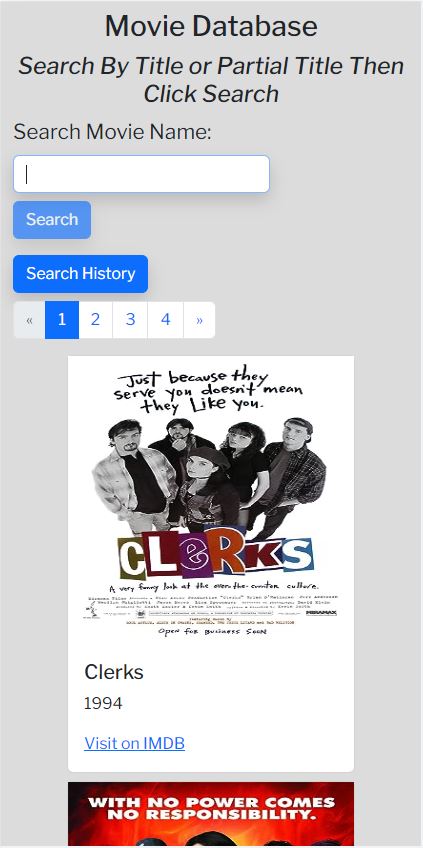 Movie Database
Search By Title or Partial Title Then
Click Search
Search Movie Name:
Search
Search History
« 1 2 3 4 »
Just because they
serve you doesn't mean
they Like you.
CLeRKS
A very funny look at the over-the-counter culture.
MIRAMAX
Open for Business Soon
Clerks
1994
Visit on IMDB
WITH NO POWER COMES
NO RESPONSIBILITY.